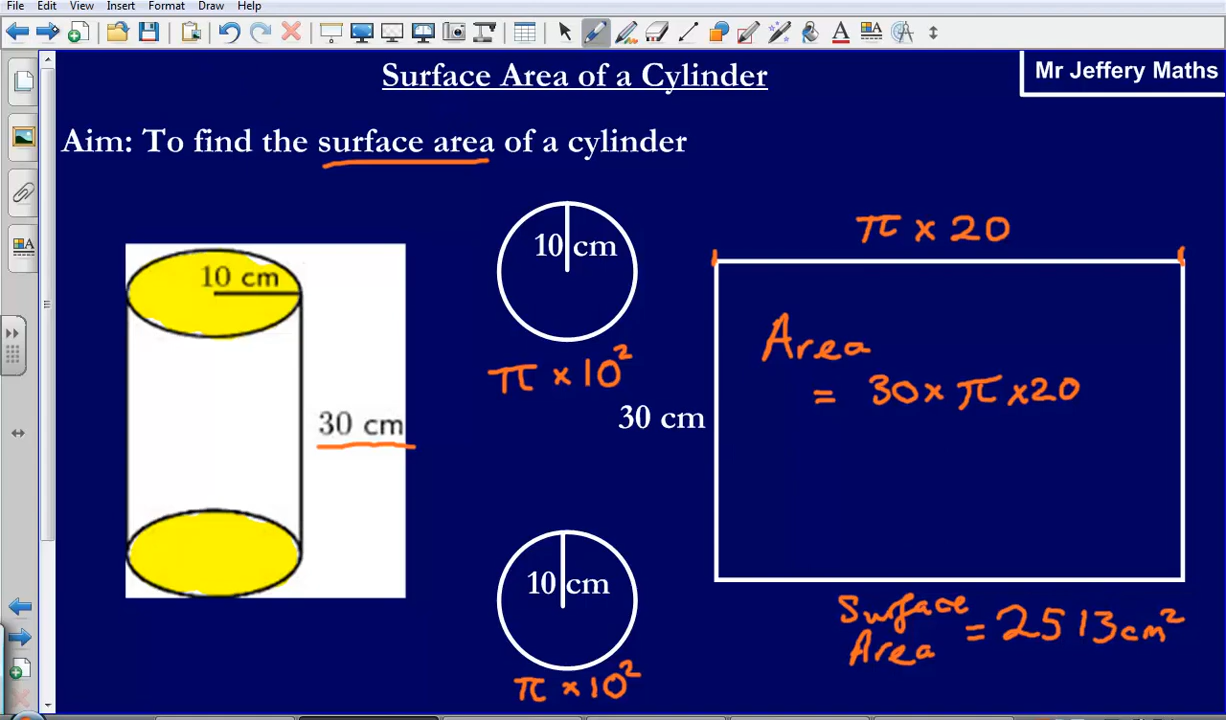 File Edit View Insert Format Draw Help
Surface Area of a Cylinder
Mr Jeffery Maths
Aim: To find the surface area of a cylinder
10 cm
30 cm
10 cm
π × 10²
10 cm
π × 10²
π × 20
30 cm
Area
= 30 × π × 20
Surface
Area = 2513 cm²